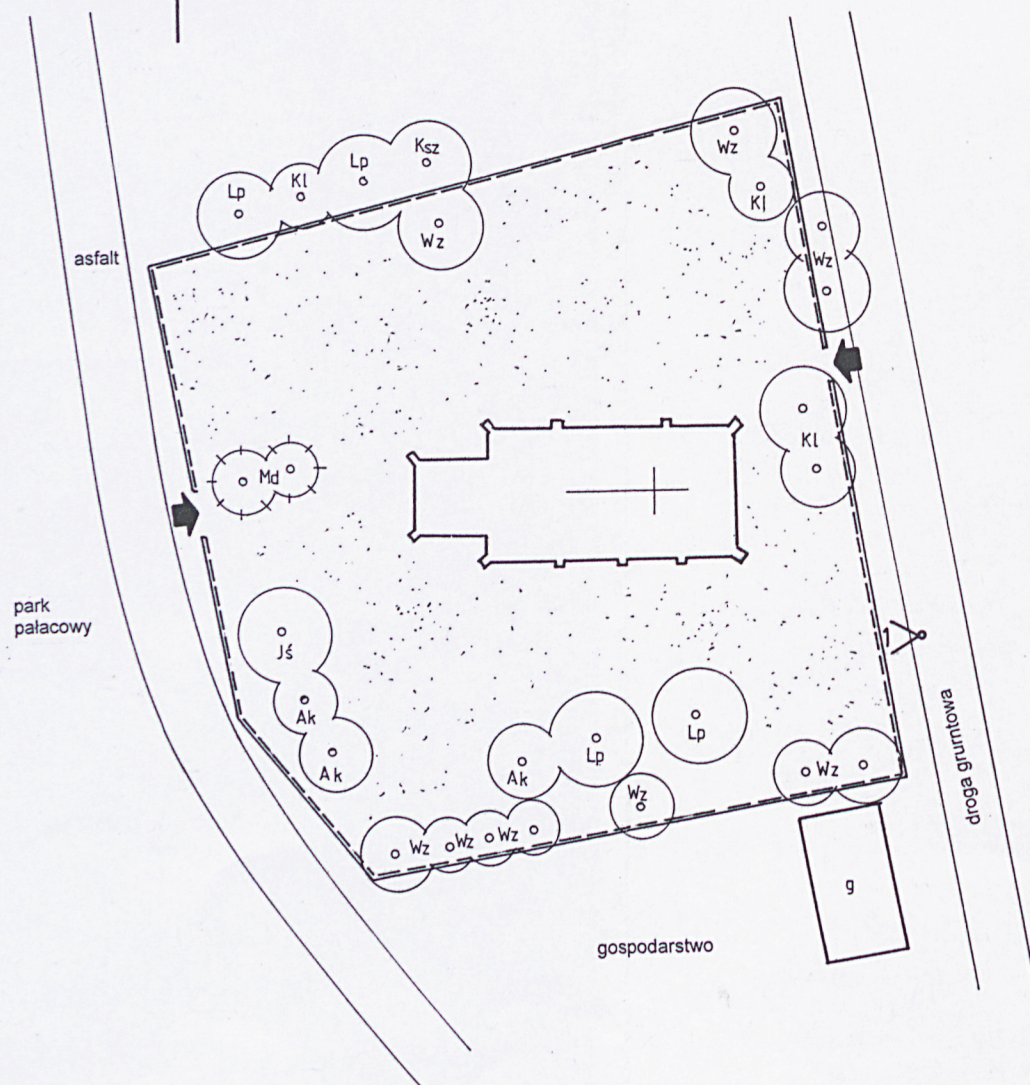 Ksz
Lp
Wz
Kl
Lp
Kl
Wz
asfalt
Wz
Kl
Md
park
pałacowy
Jś
1
Ak
droga gruntowa
Lp
Ak
Lp
Ak
Wz
Wz
Wz
Wz
Wz
g
gospodarstwo